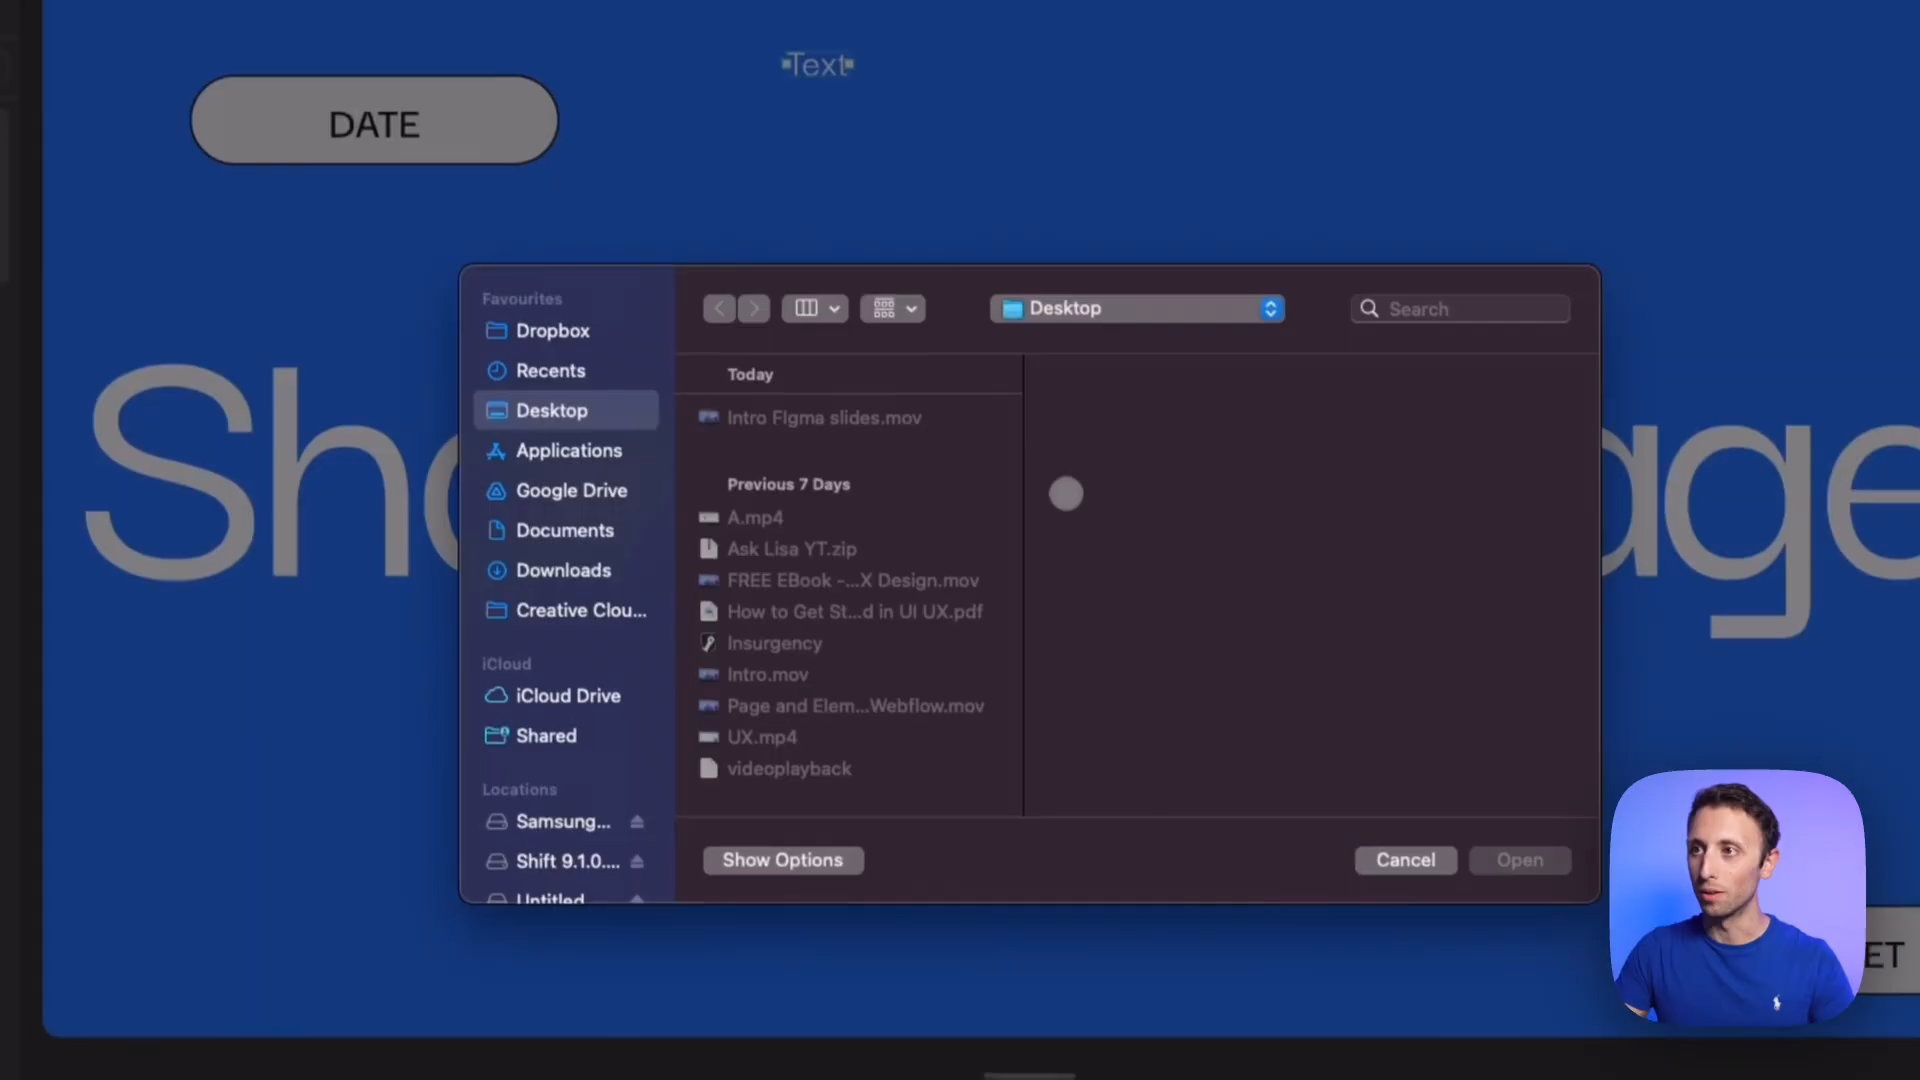 Text
DATE
Sho
age
Favourites
Dropbox
Recents
Desktop
Applications
Google Drive
Documents
Downloads
Creative Clou...
iCloud
iCloud Drive
Shared
Locations
Samsung...
Shift 9.1.0....
Untitled
Desktop
Search
Today
Intro FIgma slides.mov
Previous 7 Days
A.mp4
Ask Lisa YT.zip
FREE EBook -...X Design.mov
How to Get St...d in UI UX.pdf
Insurgency
Intro.mov
Page and Elem...Webflow.mov
UX.mp4
videoplayback
Show Options
Cancel
Open
ET